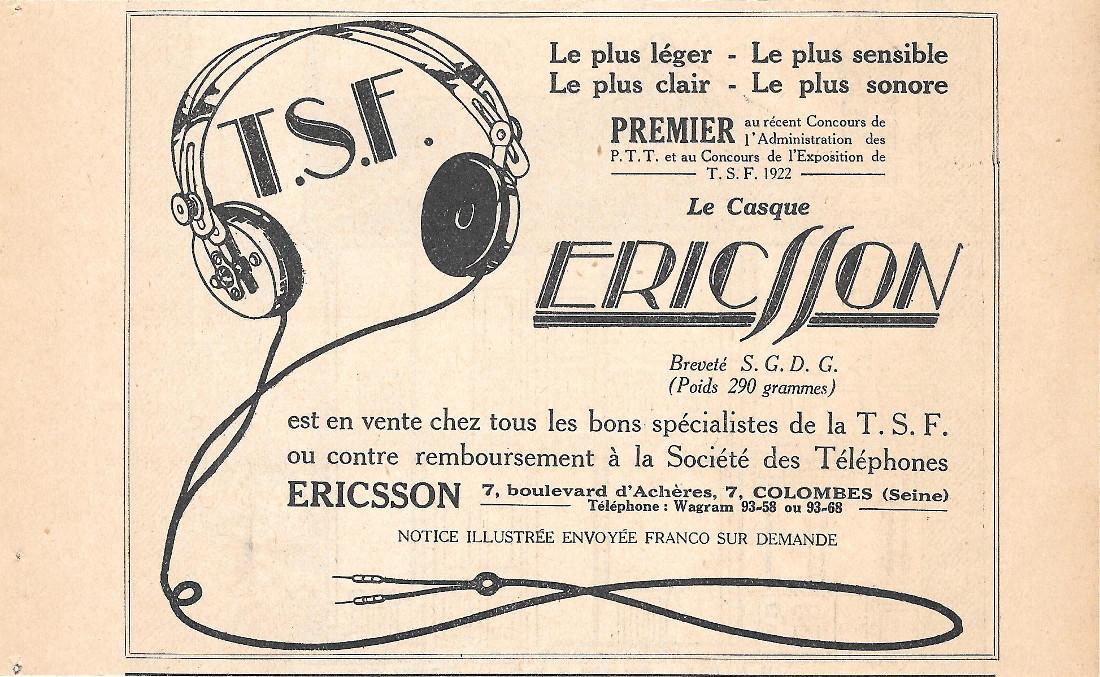 T.S.F.
Le plus léger - Le plus sensible
Le plus clair - Le plus sonore
PREMIER au récent Concours de
l'Administration des
P.T.T. et au Concours de l'Exposition de
T. S. F. 1922
Le Casque
ERICSSON
Breveté S. G. D. G.
(Poids 290 grammes)
est en vente chez tous les bons spécialistes de la T. S. F.
ou contre remboursement à la Société des Téléphones
ERICSSON 7, boulevard d'Achères, 7, COLOMBES (Seine)
Téléphone : Wagram 93-58 ou 93-68
NOTICE ILLUSTRÉE ENVOYÉE FRANCO SUR DEMANDE